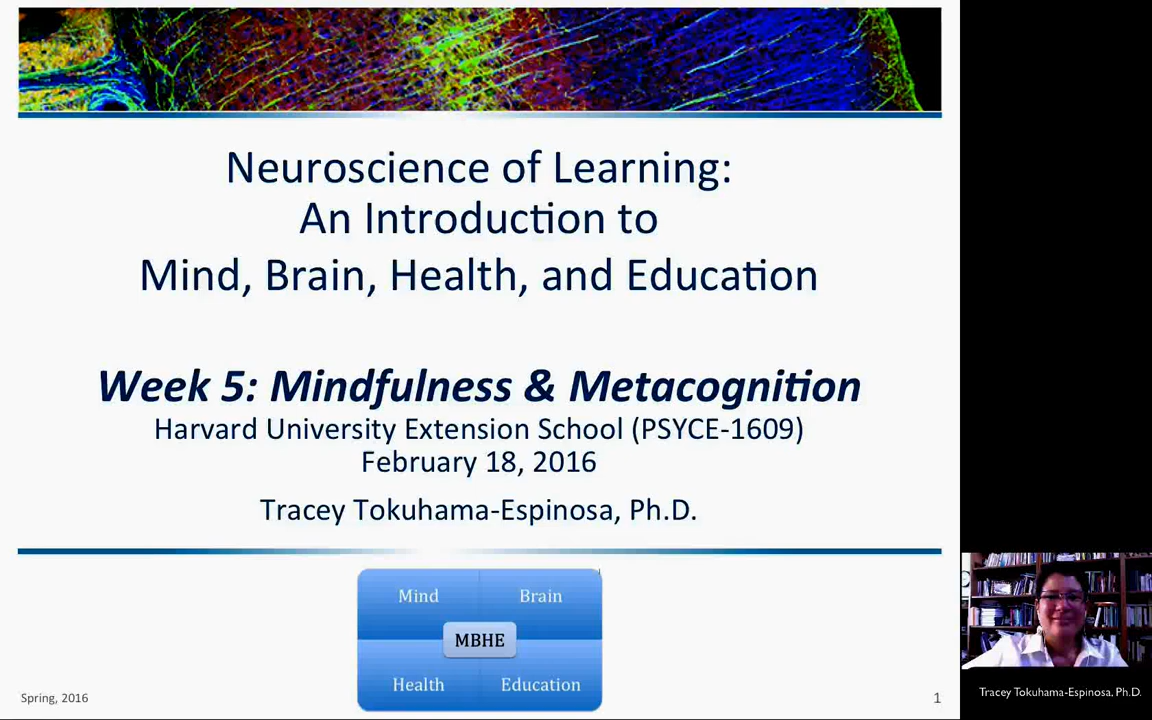 Neuroscience of Learning:
An Introduction to
Mind, Brain, Health, and Education
Week 5: Mindfulness & Metacognition
Harvard University Extension School (PSYCE-1609)
February 18, 2016
Tracey Tokuhama-Espinosa, Ph.D.
Mind Brain
MBHE
Health Education
Spring, 2016
1
Tracey Tokuhama-Espinosa, Ph.D.